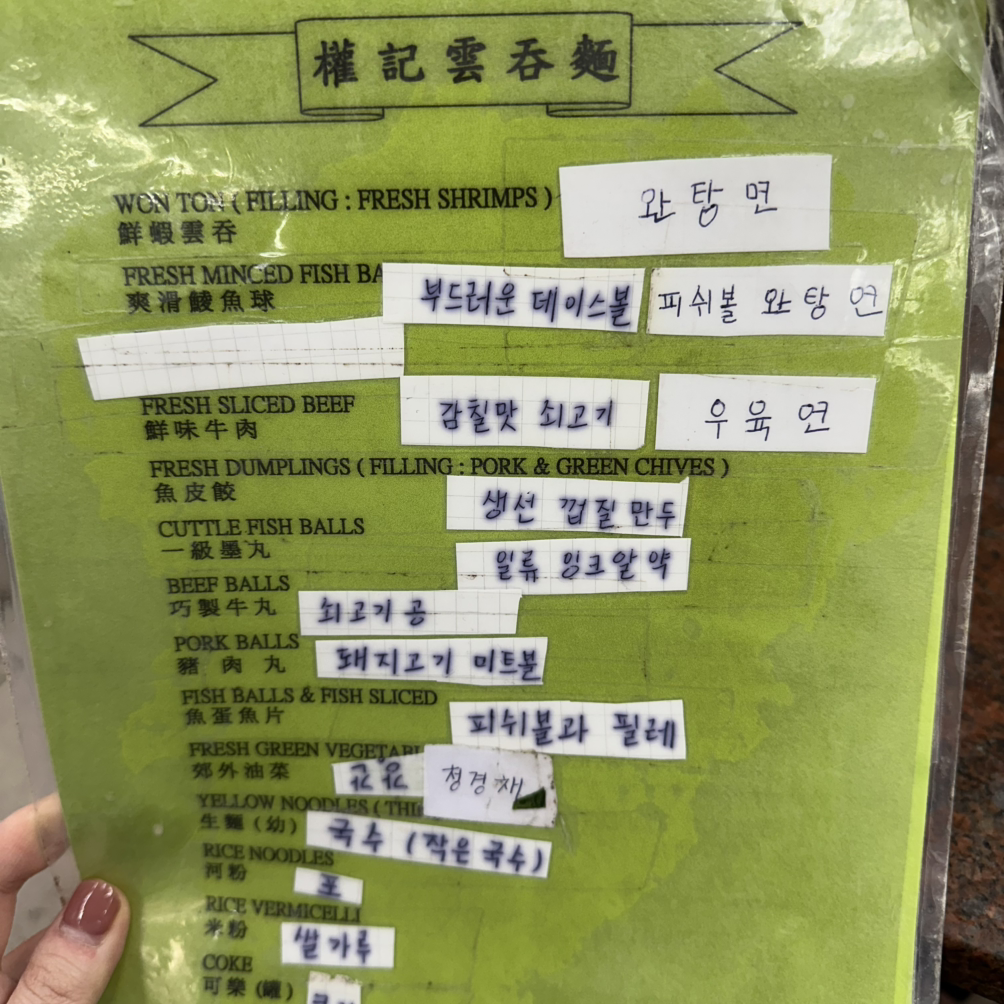 權記雲吞麵
WON TON ( FILLING : FRESH SHRIMPS ) 완탕면
鮮蝦雲吞
FRESH MINCED FISH BA
爽滑鯪魚球 부드러운 데이스볼 피쉬볼 완탕면
FRESH SLICED BEEF
鮮味牛肉 감칠맛 쇠고기 우육면
FRESH DUMPLINGS ( FILLING : PORK & GREEN CHIVES )
魚皮餃 생선 껍질만두
CUTTLE FISH BALLS
一級墨丸 일류 잉크알약
BEEF BALLS
巧製牛丸 쇠고기공
PORK BALLS
豬肉丸 돼지고기 미트볼
FISH BALLS & FISH SLICED
魚蛋魚片 피쉬볼과 필레
FRESH GREEN VEGETABL
郊外油菜 청경채
YELLOW NOODLES ( THI
生麵 (幼) 국수 (작은국수)
RICE NOODLES
河粉 포
RICE VERMICELLI
米粉 쌀가루
COKE
可樂 (罐)